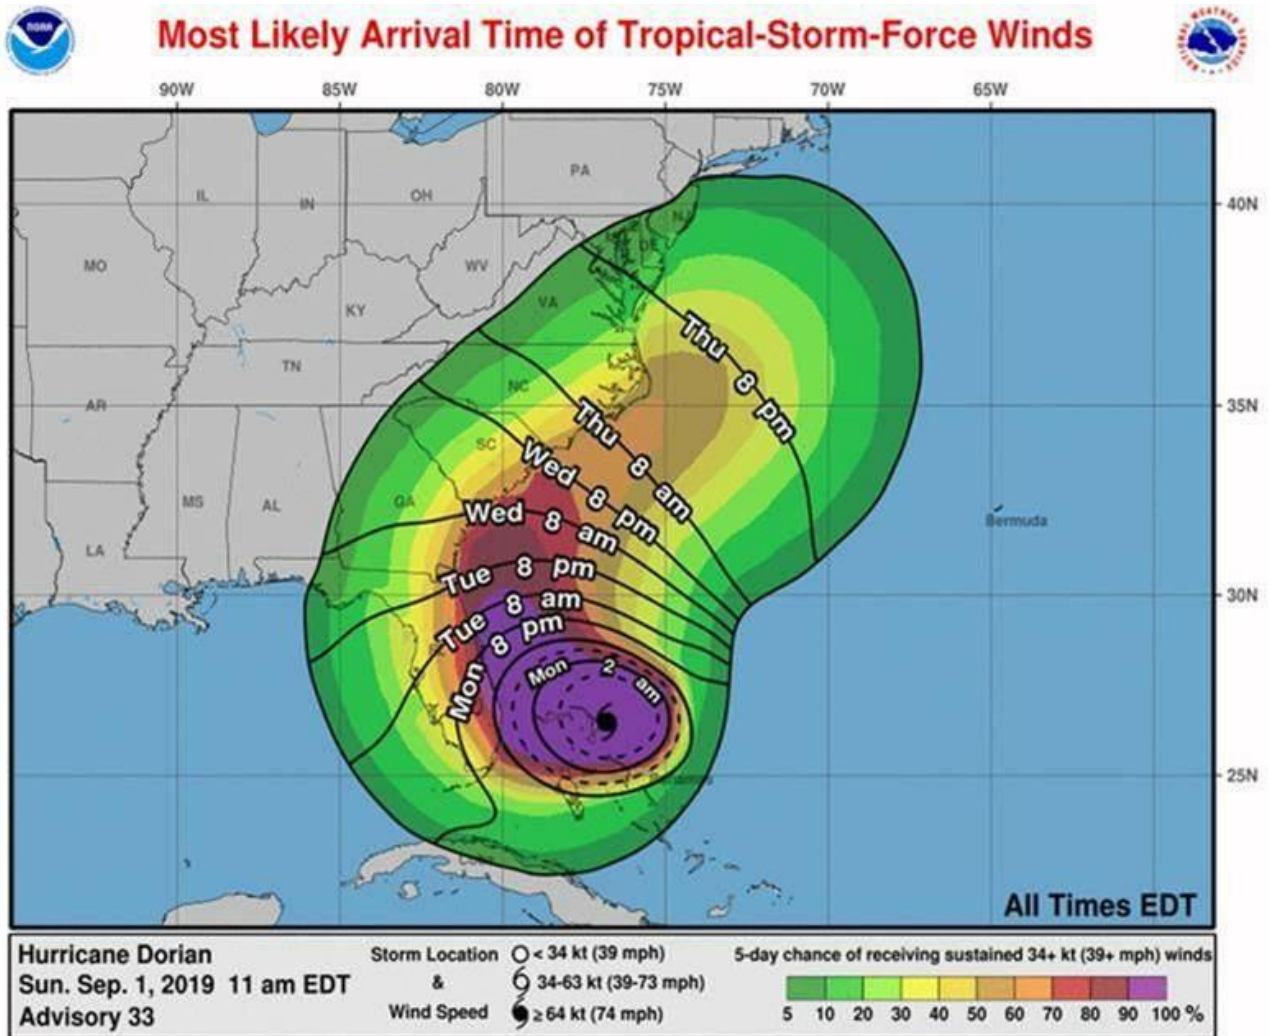 NOAA
Most Likely Arrival Time of Tropical-Storm-Force Winds
90W 85W 80W 75W 70W 65W
PA
IL IN OH NJ 40N
DE
MO WV
VA
KY
Thu 8 pm
TN
NC
AR 35N
Thu 8 am
SC
Wed 8 pm
MS AL GA
Wed 8 am
Bermuda
LA
Tue 8 pm
Tue 8 am
30N
Mon 8 pm
Mon 2 am
Bahamas 25N
Cuba
All Times EDT
Hurricane Dorian
Sun. Sep. 1, 2019 11 am EDT
Advisory 33
Storm Location
&
Wind Speed
< 34 kt (39 mph)
34-63 kt (39-73 mph)
≥ 64 kt (74 mph)
5-day chance of receiving sustained 34+ kt (39+ mph) winds
5 10 20 30 40 50 60 70 80 90 100 %